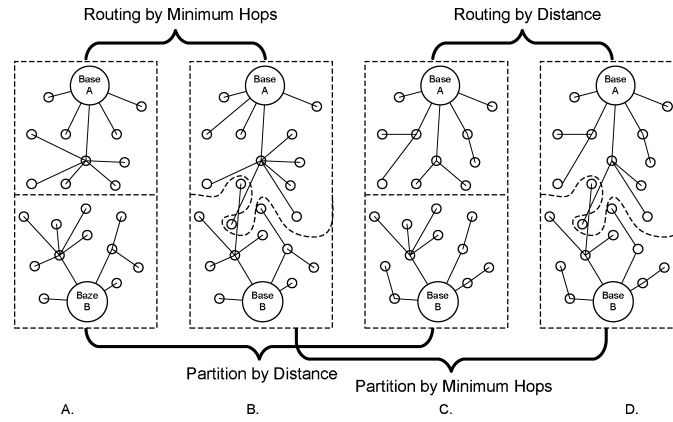 Routing by Minimum Hops
Routing by Distance
Base
A
Base
A
Base
A
Base
A
Baze
B
Base
B
Base
B
Base
B
Partition by Distance
Partition by Minimum Hops
A.
B.
C.
D.